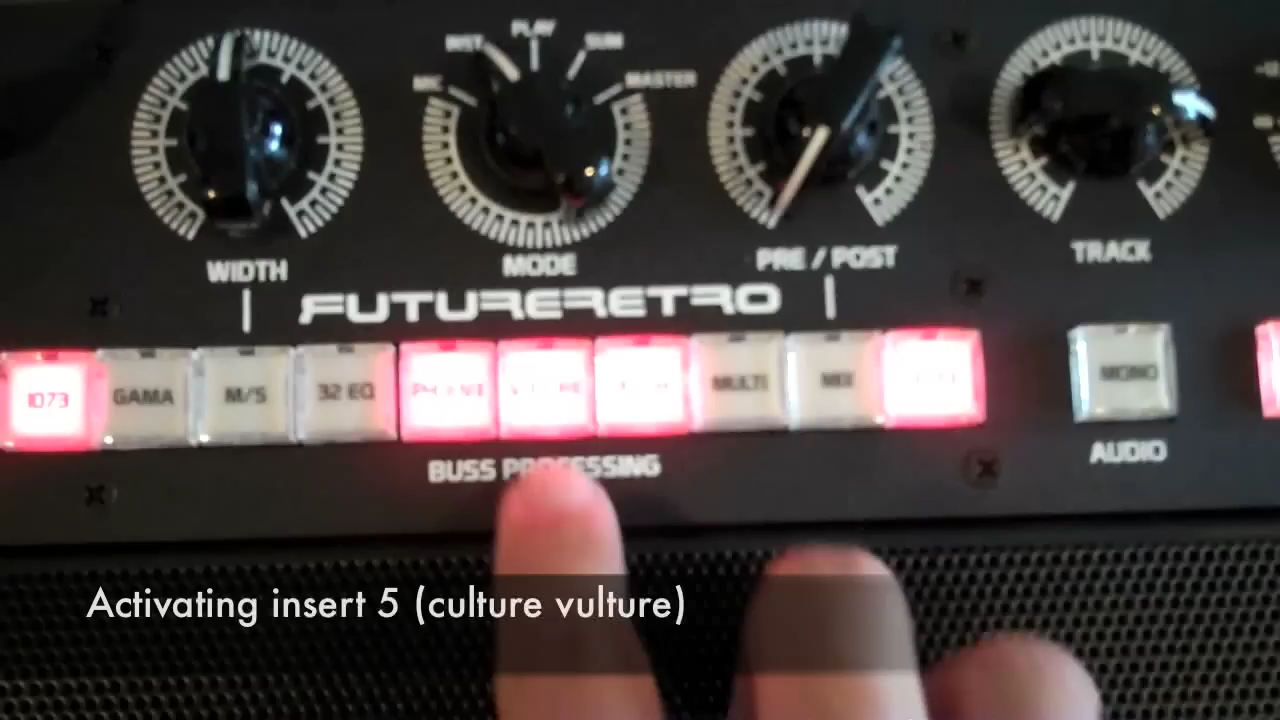 PLAY
INST SUM
MIC MASTER
WIDTH MODE PRE / POST TRACK
FUTURERETRO
1073 GAMA M/S 32 EQ MULTI MIX MONO
BUSS PROCESSING AUDIO
Activating insert 5 (culture vulture)